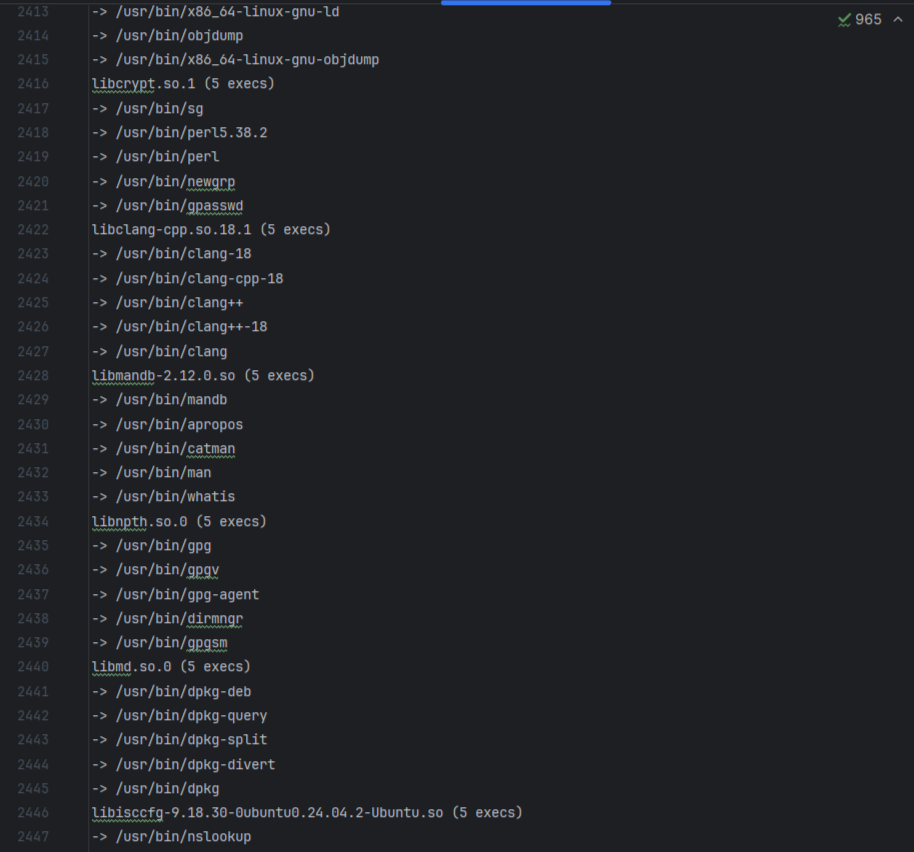 965
2413 -> /usr/bin/x86_64-linux-gnu-ld
2414 -> /usr/bin/objdump
2415 -> /usr/bin/x86_64-linux-gnu-objdump
2416 libcrypt.so.1 (5 execs)
2417 -> /usr/bin/sg
2418 -> /usr/bin/perl5.38.2
2419 -> /usr/bin/perl
2420 -> /usr/bin/newgrp
2421 -> /usr/bin/gpasswd
2422 libclang-cpp.so.18.1 (5 execs)
2423 -> /usr/bin/clang-18
2424 -> /usr/bin/clang-cpp-18
2425 -> /usr/bin/clang++
2426 -> /usr/bin/clang++-18
2427 -> /usr/bin/clang
2428 libmandb-2.12.0.so (5 execs)
2429 -> /usr/bin/mandb
2430 -> /usr/bin/apropos
2431 -> /usr/bin/catman
2432 -> /usr/bin/man
2433 -> /usr/bin/whatis
2434 libnpth.so.0 (5 execs)
2435 -> /usr/bin/gpg
2436 -> /usr/bin/gpgv
2437 -> /usr/bin/gpg-agent
2438 -> /usr/bin/dirmngr
2439 -> /usr/bin/gpgsm
2440 libmd.so.0 (5 execs)
2441 -> /usr/bin/dpkg-deb
2442 -> /usr/bin/dpkg-query
2443 -> /usr/bin/dpkg-split
2444 -> /usr/bin/dpkg-divert
2445 -> /usr/bin/dpkg
2446 libisccfg-9.18.30-0ubuntu0.24.04.2-Ubuntu.so (5 execs)
2447 -> /usr/bin/nslookup